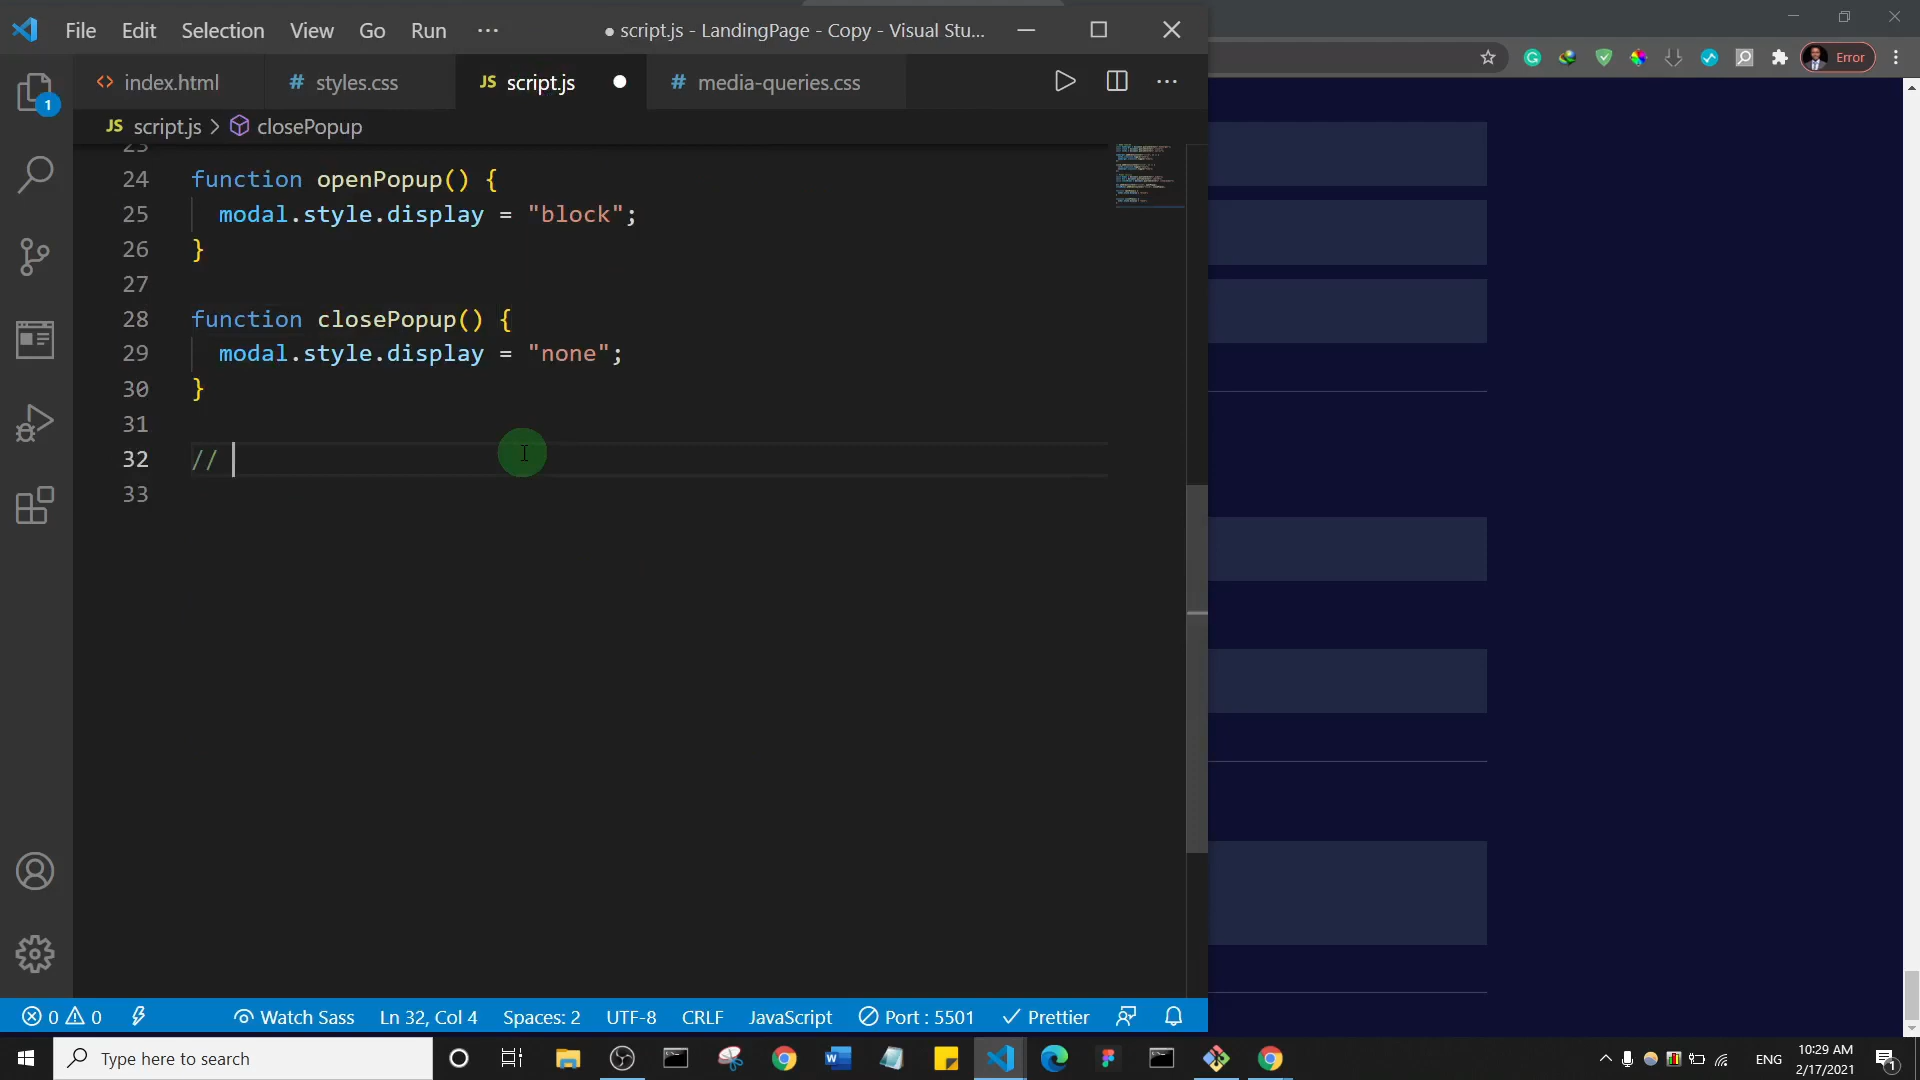 File Edit Selection View Go Run ··· ● script.js - LandingPage - Copy - Visual Stu...
index.html styles.css JS script.js media-queries.css
JS script.js > closePopup
Error
1
23
24 function openPopup() {
25 modal.style.display = "block";
26 }
27
28 function closePopup() {
29 modal.style.display = "none";
30 }
31
32 //
33
0 0 Watch Sass Ln 32, Col 4 Spaces: 2 UTF-8 CRLF JavaScript Port : 5501 Prettier
Type here to search ENG 10:29 AM
2/17/2021 1